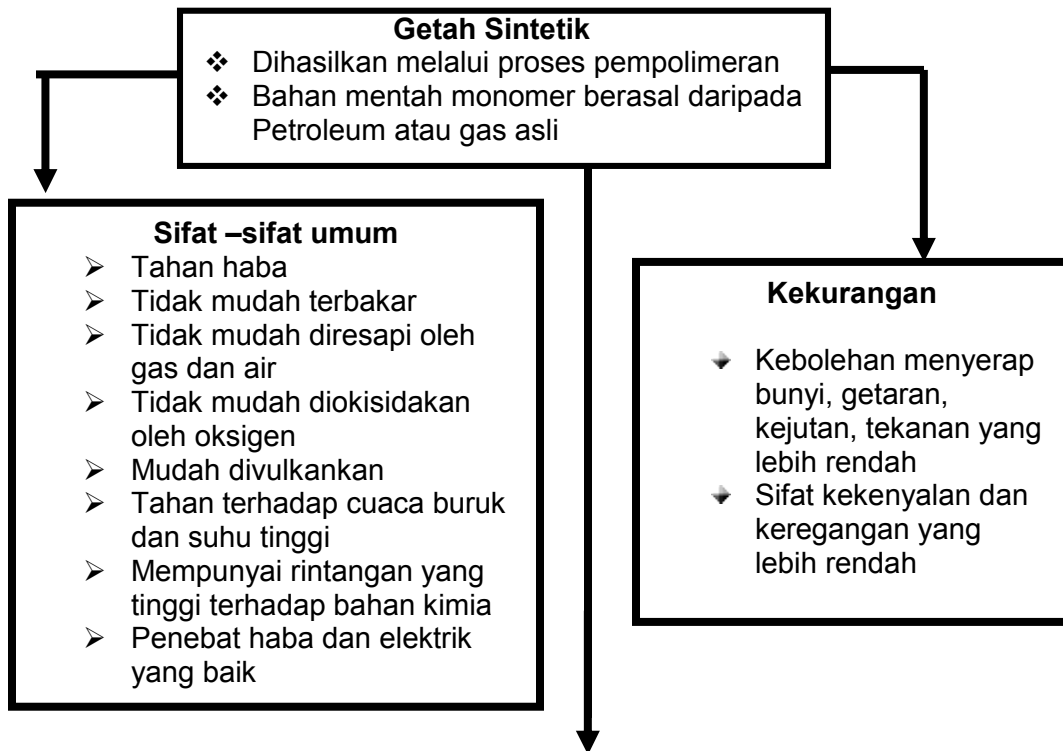 Getah Sintetik
❖ Dihasilkan melalui proses pempolimeran
❖ Bahan mentah monomer berasal daripada
Petroleum atau gas asli
Sifat –sifat umum
➢ Tahan haba
➢ Tidak mudah terbakar
➢ Tidak mudah diresapi oleh
gas dan air
➢ Tidak mudah diokisidakan
oleh oksigen
➢ Mudah divulkankan
➢ Tahan terhadap cuaca buruk
dan suhu tinggi
➢ Mempunyai rintangan yang
tinggi terhadap bahan kimia
➢ Penebat haba dan elektrik
yang baik
Kekurangan
Kebolehan menyerap
bunyi, getaran,
kejutan, tekanan yang
lebih rendah
Sifat kekenyalan dan
keregangan yang
lebih rendah